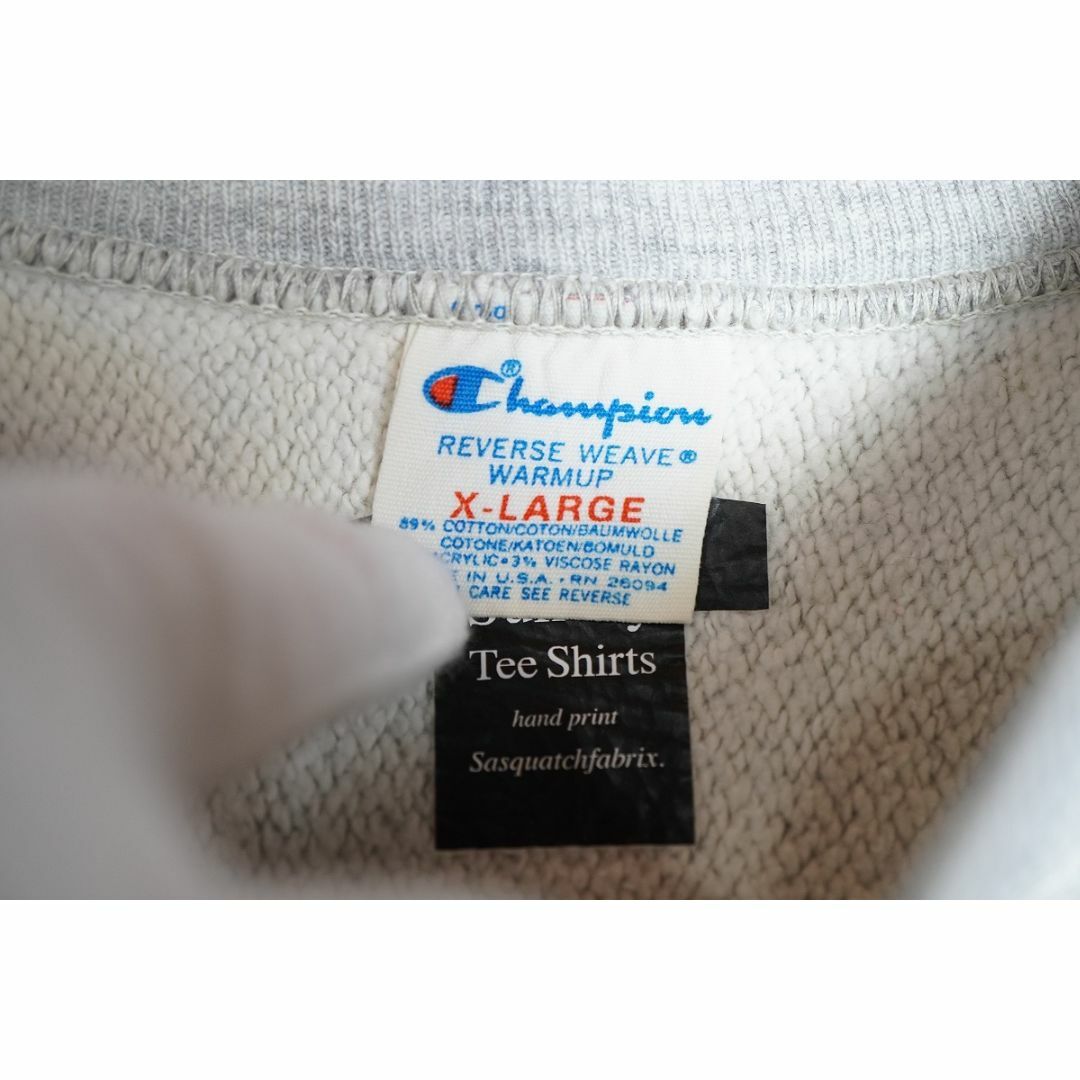 Champion®
REVERSE WEAVE®
WARMUP
X-LARGE
89% COTTON/COTON/BAUMWOLLE
COTONE/KATOEN/BOMULD
3% VISCOSE RAYON
IN U.S.A. · RN 26094
CARE SEE REVERSE
Tee Shirts
hand print
Sasquatchfabrix.